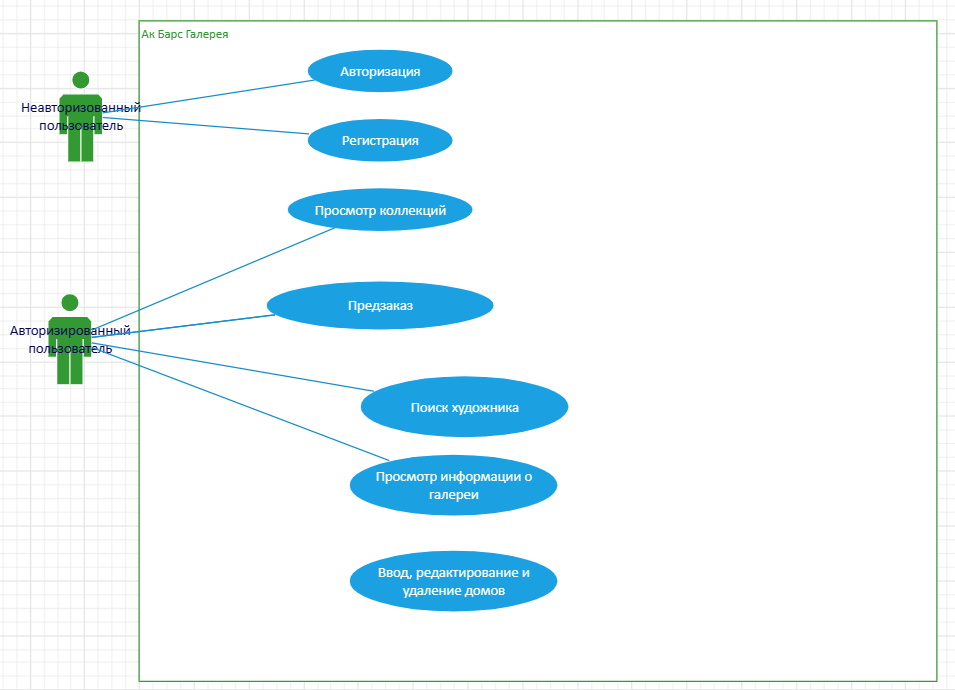 Ак Барс Галерея
Авторизация
Неавторизованный
пользователь
Регистрация
Просмотр коллекций
Предзаказ
Авторизированный
пользователь
Поиск художника
Просмотр информации о
галереи
Ввод, редактирование и
удаление домов